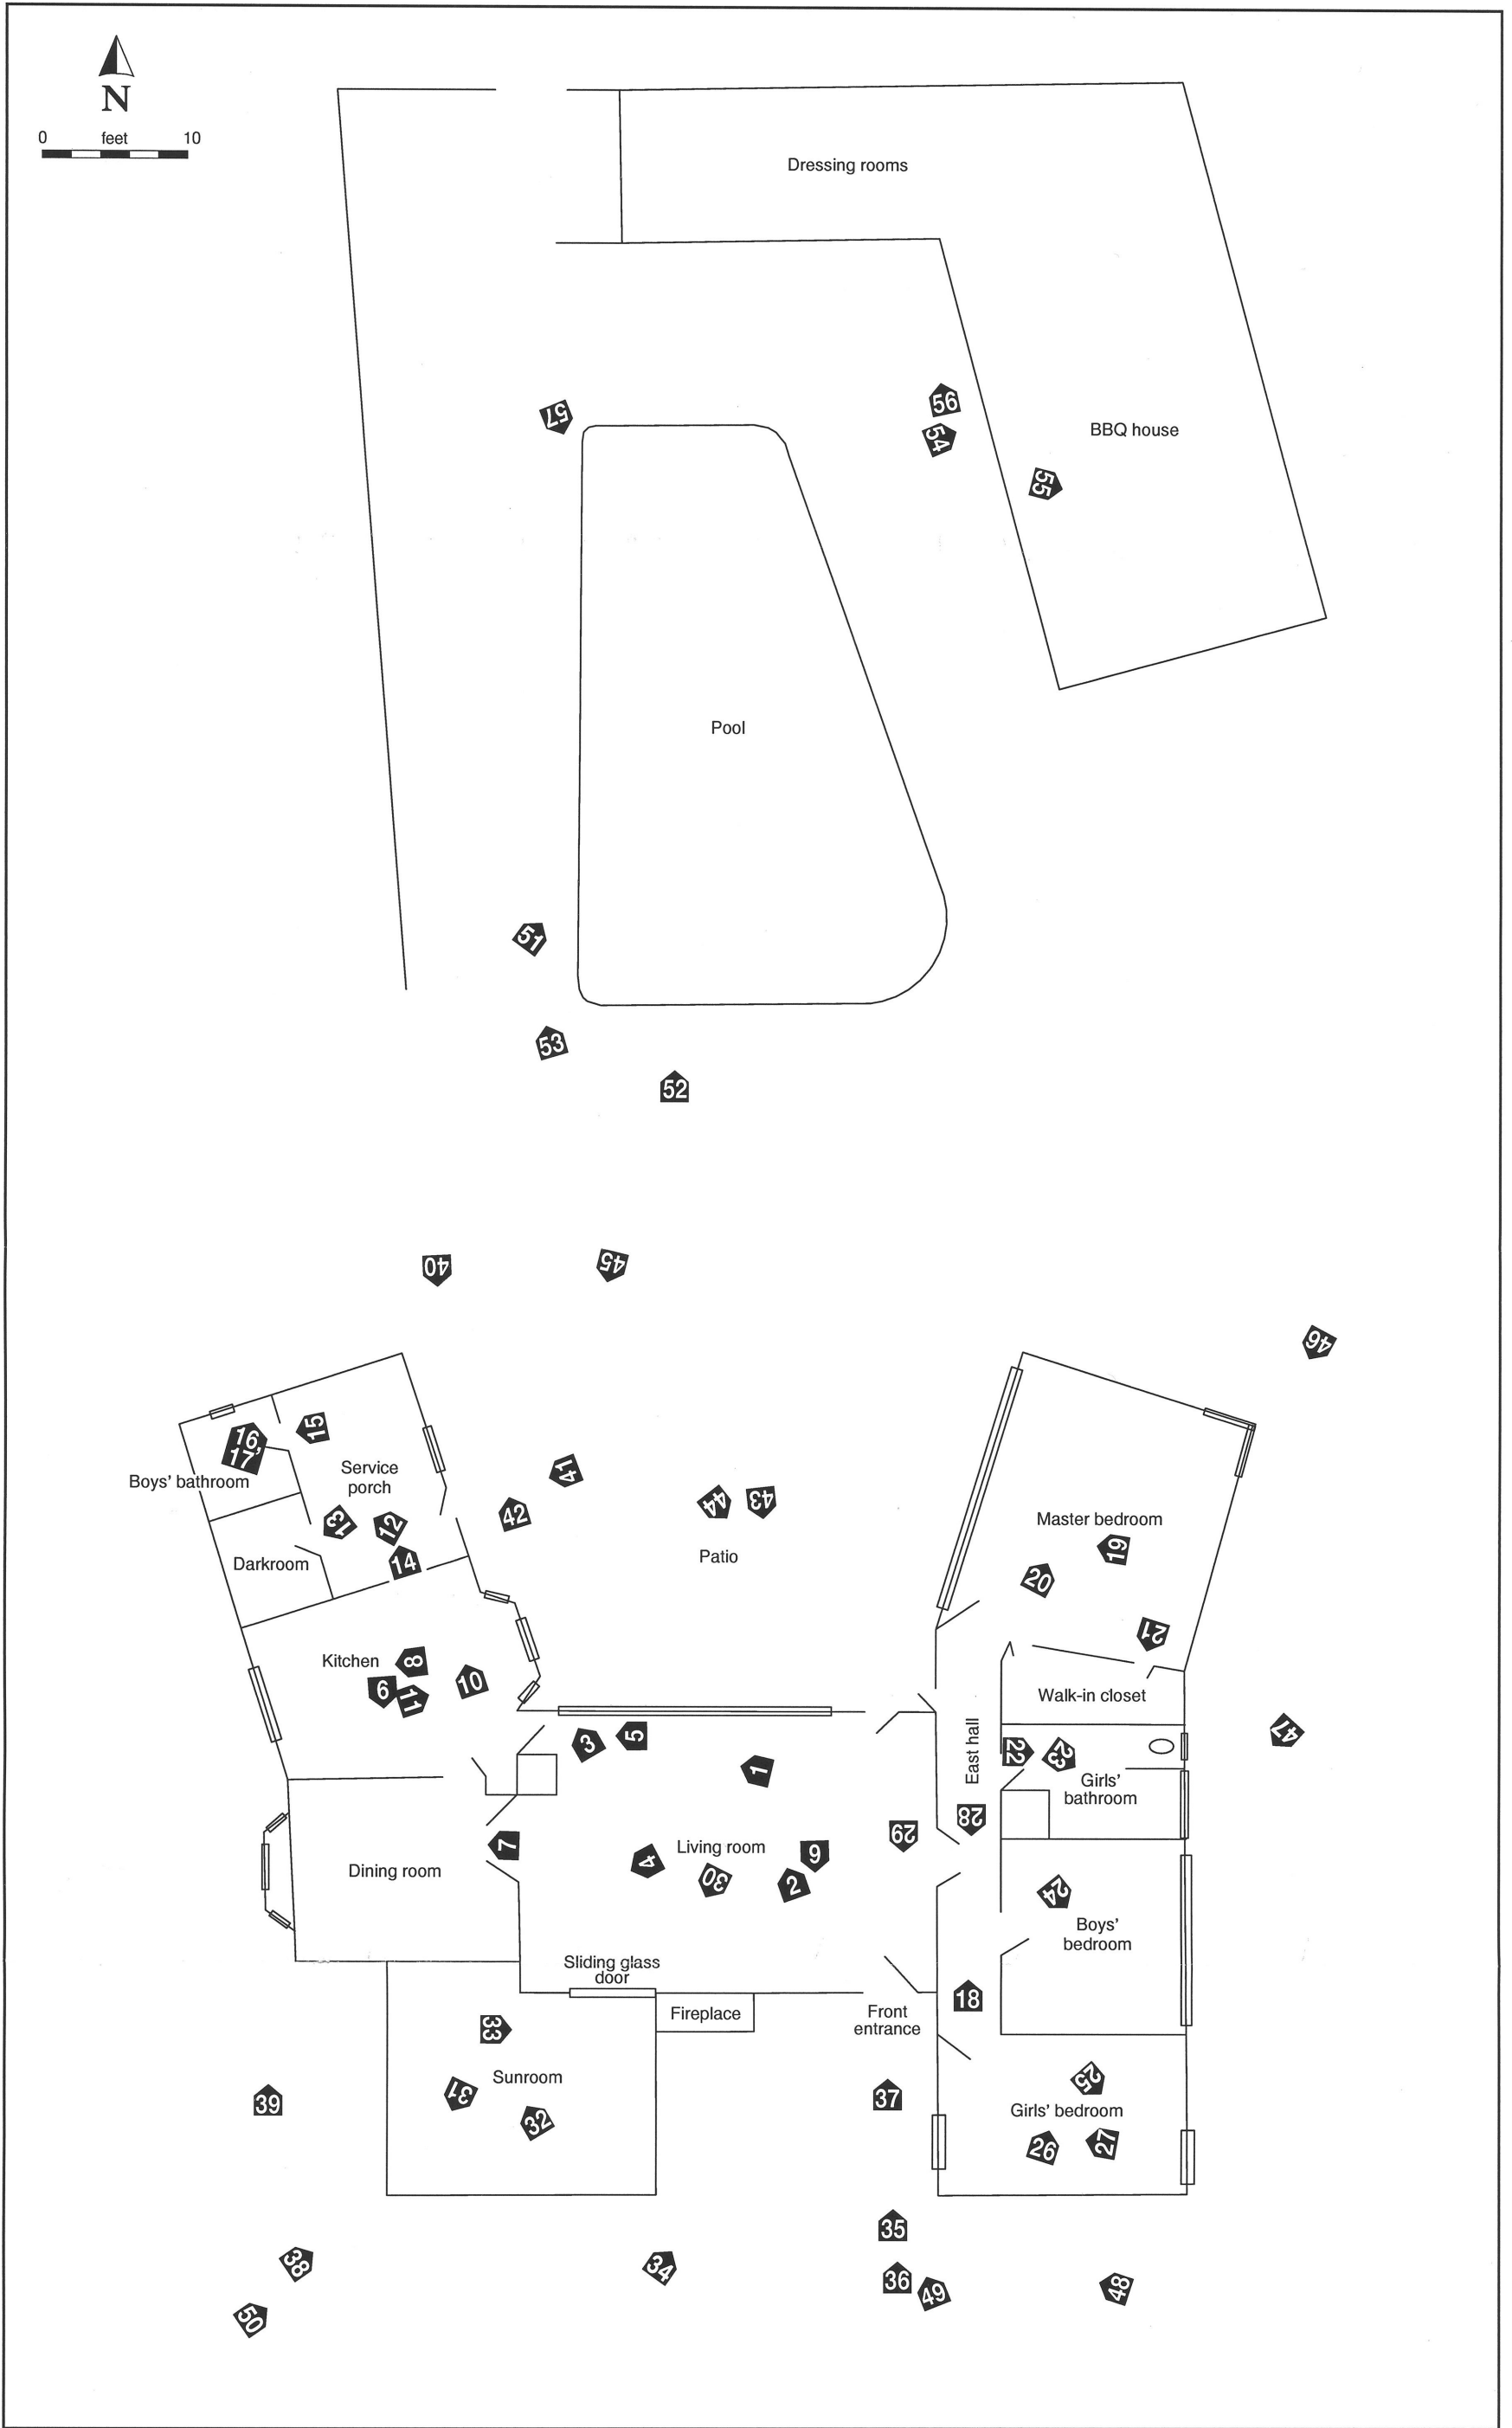 N
0 feet 10
Dressing rooms
56
57
BBQ house
54
55
Pool
51
53
52
40
45
46
15
16,
17
41
Service
porch
Boys' bathroom
43
44
42
Master bedroom
13
12
19
Patio
14
Darkroom
20
21
Kitchen
8
10
9
11
Walk-in closet
47
5
3
East hall
22
23
1
Girls'
bathroom
28
29
7
Living room
6
4
Dining room
30
2
24
Boys'
bedroom
Sliding glass
door
18
Fireplace
Front
entrance
33
Sunroom
25
31
37
39
Girls' bedroom
32
27
26
35
38
34
36
48
49
50